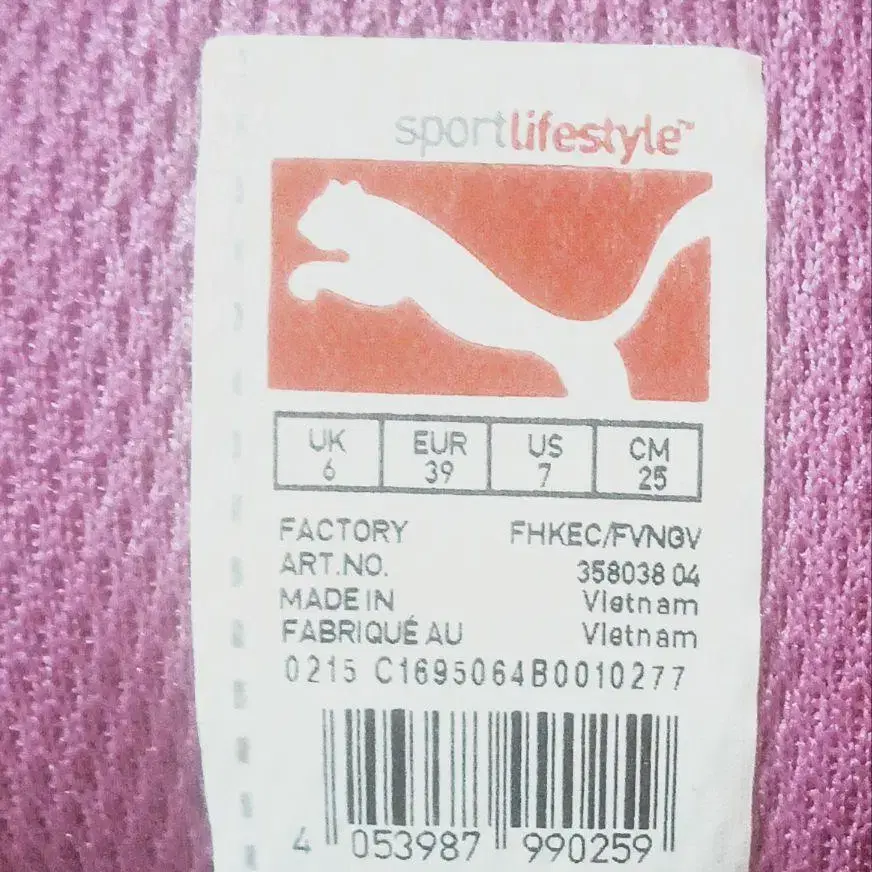 sportlifestyle™
UK EUR US CM
6 39 7 25
FACTORY FHKEC/FVNGV
ART.NO. 358038 04
MADE IN Vietnam
FABRIQUÉ AU Vietnam
0215 C1695064B0010277
4 053987 990259